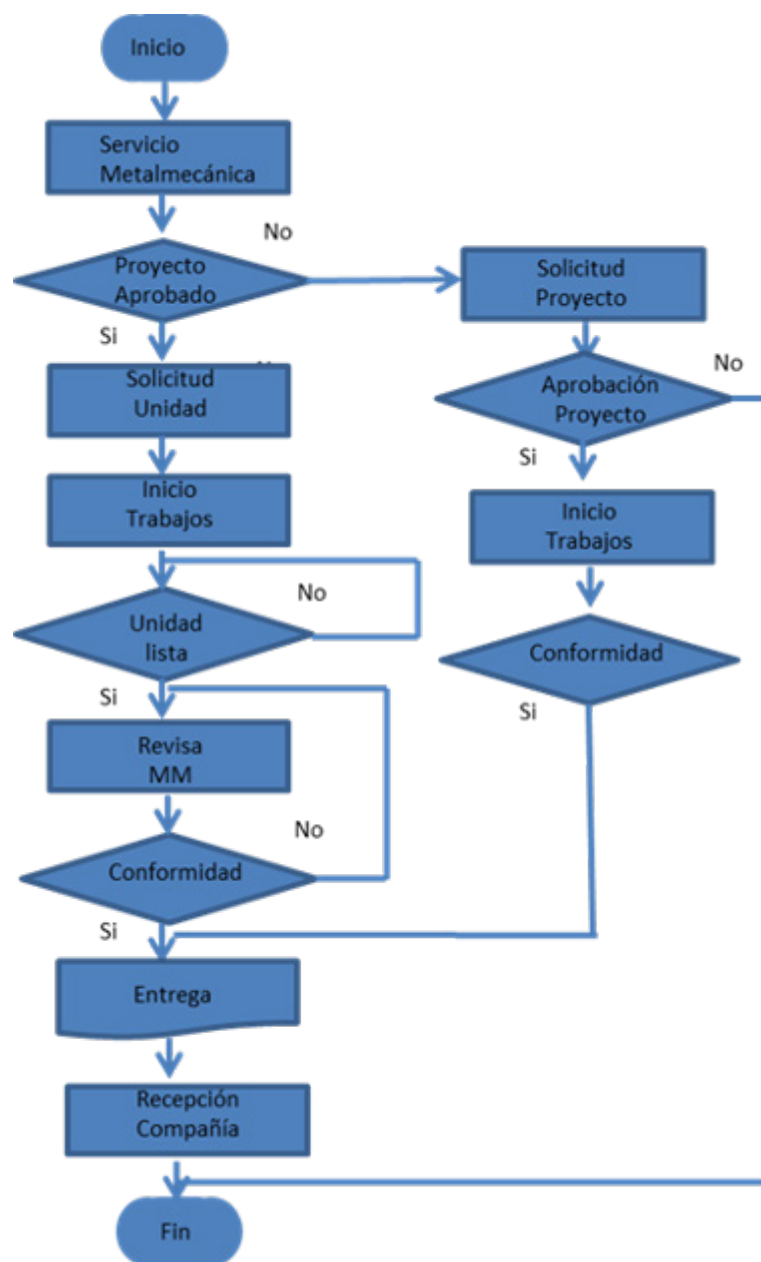 Inicio
Servicio
Metalmecánica
No
Proyecto
Aprobado
Solicitud
Proyecto
Si
No
Solicitud
Unidad
Aprobación
Proyecto
Si
Inicio
Trabajos
Inicio
Trabajos
No
Unidad
lista
Conformidad
Si
Si
Revisa
MM
No
Conformidad
Si
Entrega
Recepción
Compañía
Fin